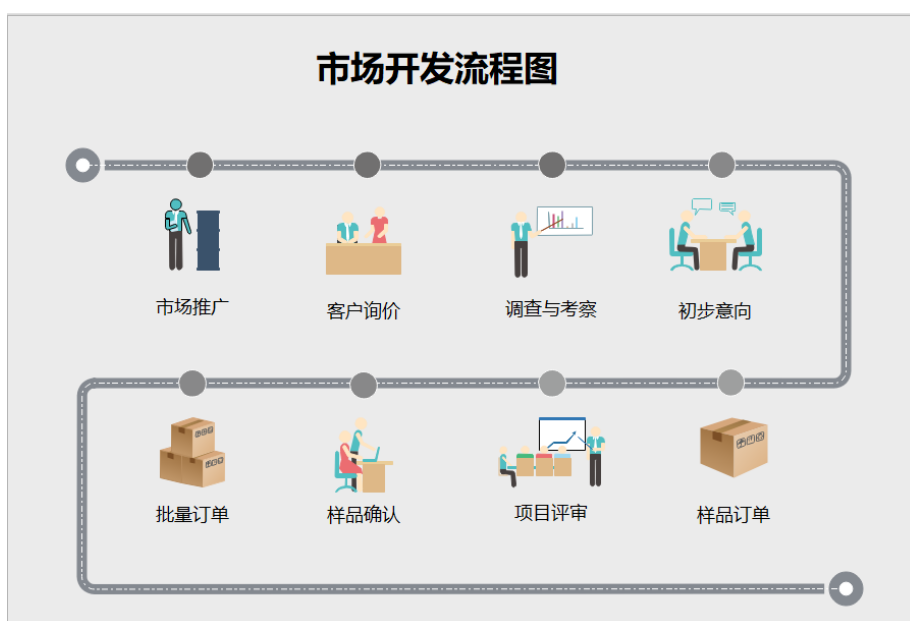 市场开发流程图
市场推广
客户询价
调查与考察
初步意向
批量订单
样品确认
项目评审
样品订单